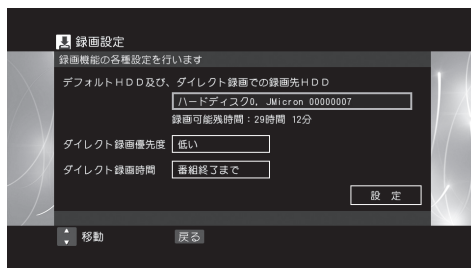 録画設定
録画機能の各種設定を行います
デフォルトHDD及び、ダイレクト録画での録画先HDD
ハードディスク0, JMicron 00000007
録画可能残時間：29時間 12分
ダイレクト録画優先度 低い
ダイレクト録画時間 番組終了まで
設 定
移動 戻る